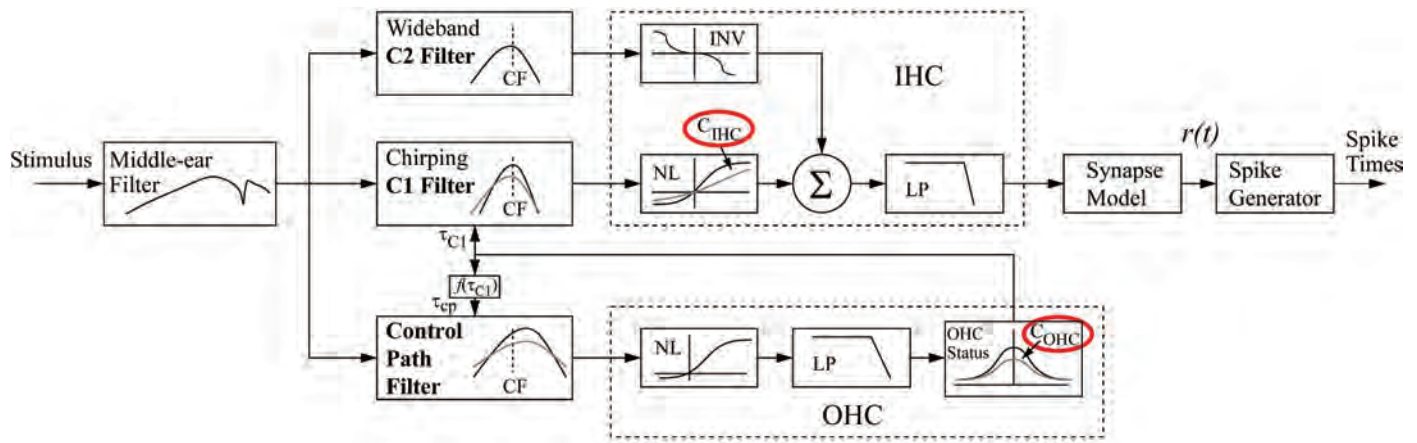 Wideband
C2 Filter
CF
INV
IHC
C_IHC
Stimulus
Middle-ear
Filter
Chirping
C1 Filter
CF
NL
Σ
LP
Synapse
Model
r(t)
Spike
Generator
Spike
Times
τ_C1
f(τ_C1)
τ_cp
Control
Path
Filter
CF
NL
LP
OHC
Status
C_OHC
OHC